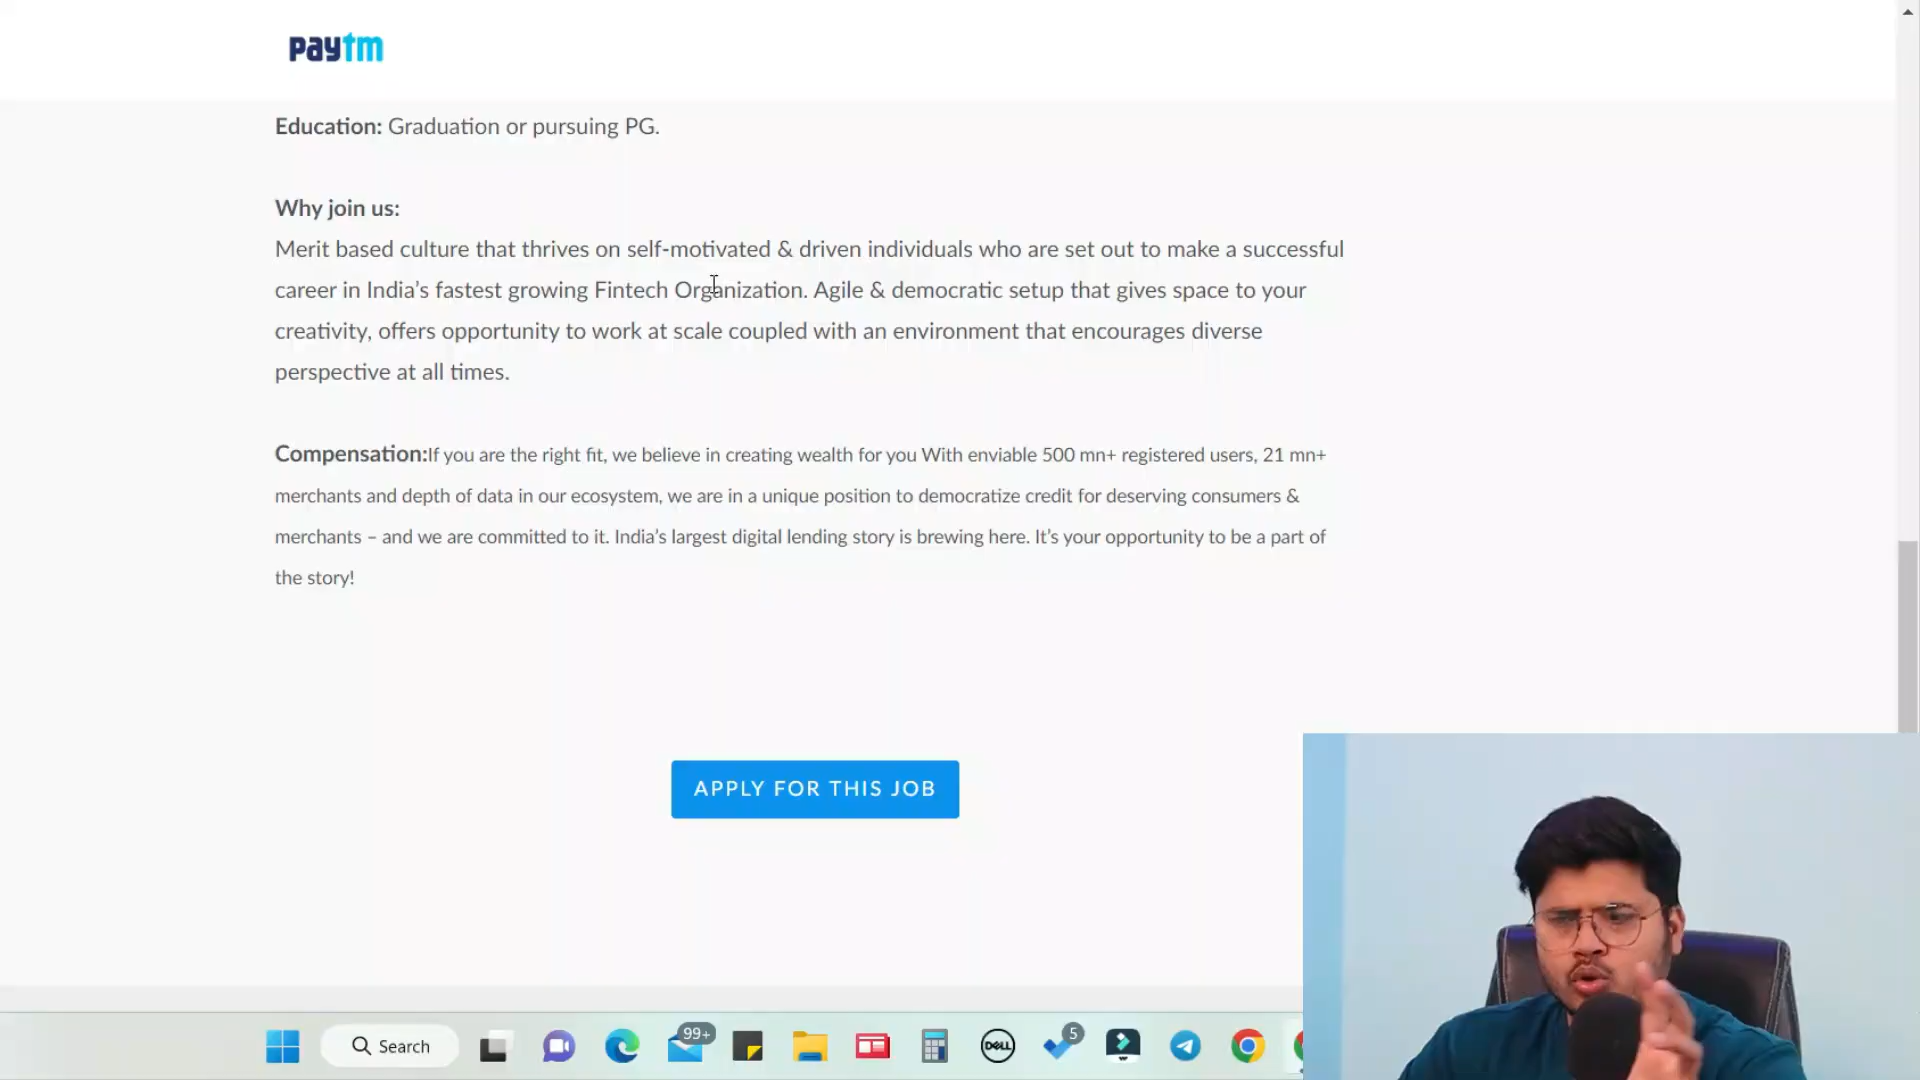 paytm
Education: Graduation or pursuing PG.
Why join us:
Merit based culture that thrives on self-motivated & driven individuals who are set out to make a successful
career in India’s fastest growing Fintech Organization. Agile & democratic setup that gives space to your
creativity, offers opportunity to work at scale coupled with an environment that encourages diverse
perspective at all times.
Compensation:If you are the right fit, we believe in creating wealth for you With enviable 500 mn+ registered users, 21 mn+
merchants and depth of data in our ecosystem, we are in a unique position to democratize credit for deserving consumers &
merchants – and we are committed to it. India’s largest digital lending story is brewing here. It’s your opportunity to be a part of
the story!
APPLY FOR THIS JOB
Search
99+
DELL
5